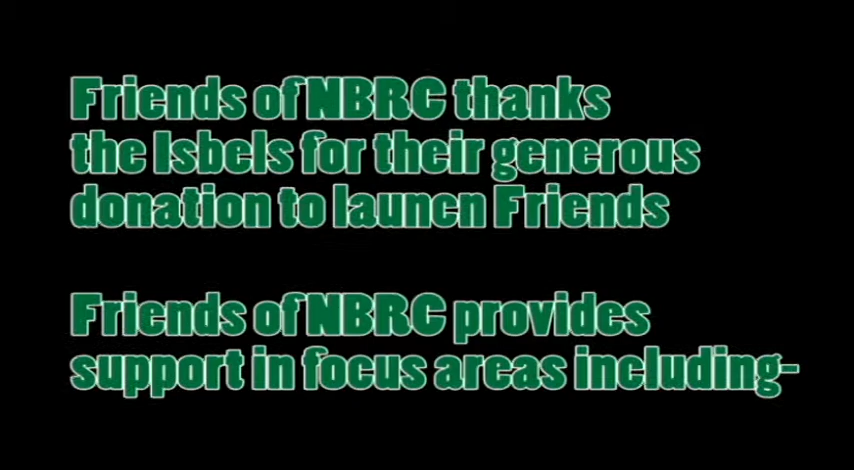 Friends of NBRC thanks
the Isbels for their generous
donation to launcn Friends
Friends of NBRC provides
support in focus areas including-